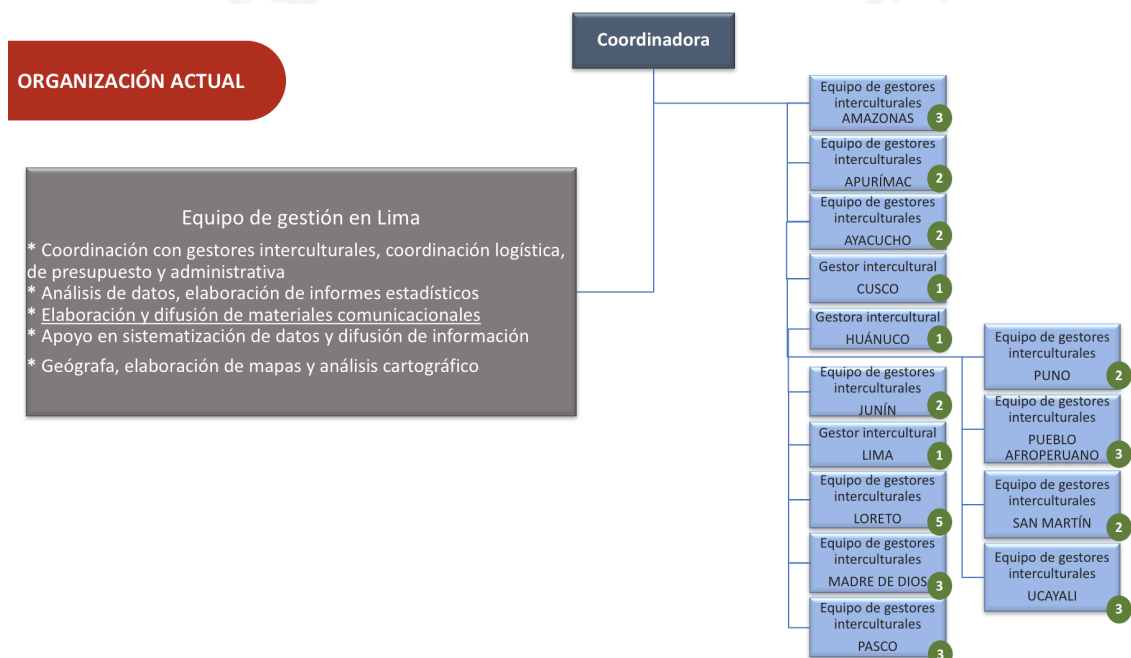 Coordinadora
ORGANIZACIÓN ACTUAL
Equipo de gestión en Lima
* Coordinación con gestores interculturales, coordinación logística,
de presupuesto y administrativa
* Análisis de datos, elaboración de informes estadísticos
* Elaboración y difusión de materiales comunicacionales
* Apoyo en sistematización de datos y difusión de información
* Geógrafa, elaboración de mapas y análisis cartográfico
Equipo de gestores
interculturales
AMAZONAS
3
Equipo de gestores
interculturales
APURÍMAC
2
Equipo de gestores
interculturales
AYACUCHO
2
Gestor intercultural
CUSCO
1
Gestora intercultural
HUÁNUCO
1
Equipo de gestores
interculturales
JUNÍN
2
Gestor intercultural
LIMA
1
Equipo de gestores
interculturales
LORETO
5
Equipo de gestores
interculturales
MADRE DE DIOS
3
Equipo de gestores
interculturales
PASCO
3
Equipo de gestores
interculturales
PUNO
2
Equipo de gestores
interculturales
PUEBLO
AFROPERUANO
3
Equipo de gestores
interculturales
SAN MARTÍN
2
Equipo de gestores
interculturales
UCAYALI
3